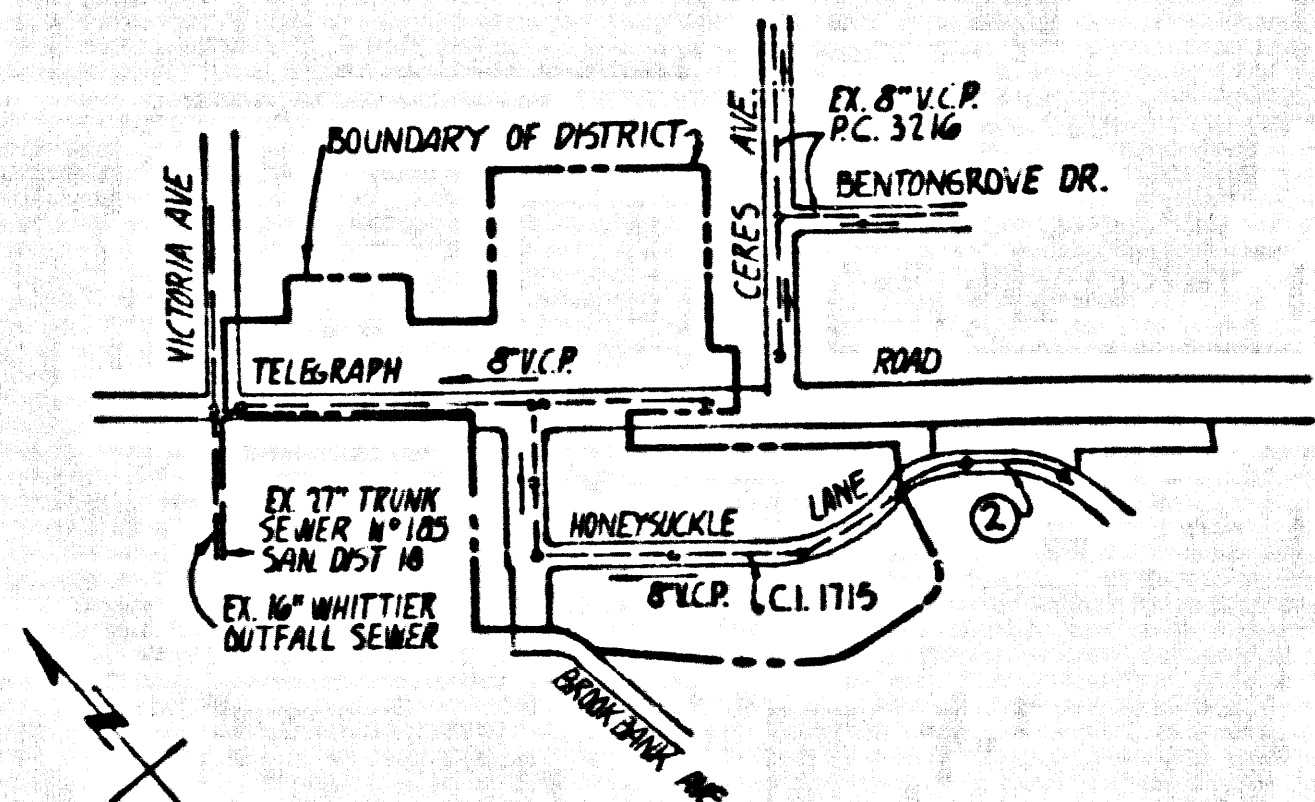 BOUNDARY OF DISTRICT
EX. 8" V.C.P.
P.C. 3216
BENTONGROVE DR.
VICTORIA AVE
CERES AVE.
TELEGRAPH
8" V.C.P.
ROAD
EX. 27" TRUNK
SEWER Nº 185
SAN. DIST 18
EX. 16" WHITTIER
OUTFALL SEWER
HONEYSUCKLE LANE
2
8" V.C.P.
C.I. 1715
BROOKBANK AVE
N